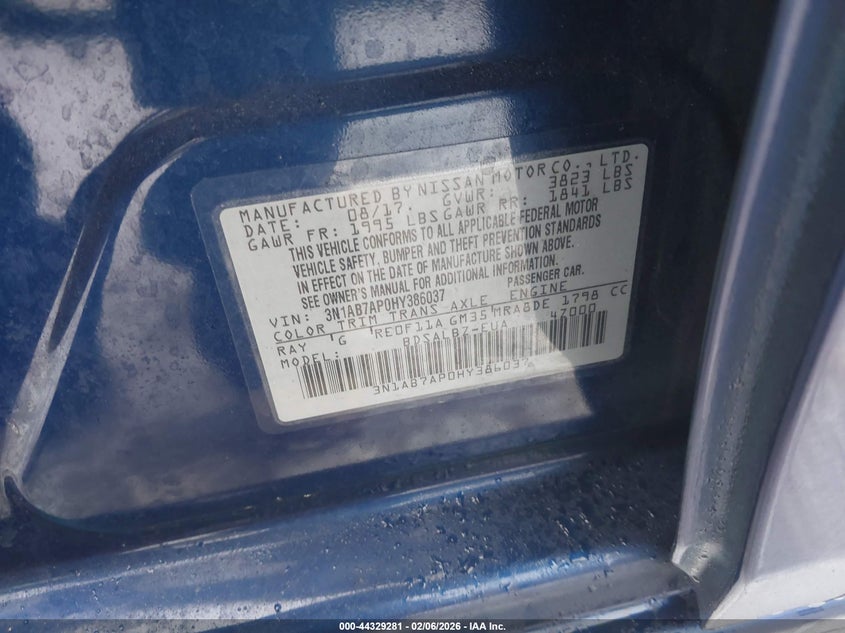 MANUFACTURED BY NISSAN MOTOR CO., LTD.
DATE: 08/17 GVWR: 3823 LBS
GAWR FR: 1995 LBS GAWR RR: 1841 LBS
THIS VEHICLE CONFORMS TO ALL APPLICABLE FEDERAL MOTOR
VEHICLE SAFETY, BUMPER AND THEFT PREVENTION STANDARDS
IN EFFECT ON THE DATE OF MANUFACTURE SHOWN ABOVE.
SEE OWNER'S MANUAL FOR ADDITIONAL INFORMATION.
VIN: 3N1AB7AP0HY386037 PASSENGER CAR.
COLOR TRIM TRANS AXLE ENGINE
RAY G RE0F11A GM35 MRA8DE 1798 CC
MODEL: BDSALBZ-EUA 47000
3N1AB7AP0HY386037
000-44329281 - 02/06/2026 - IAA Inc.